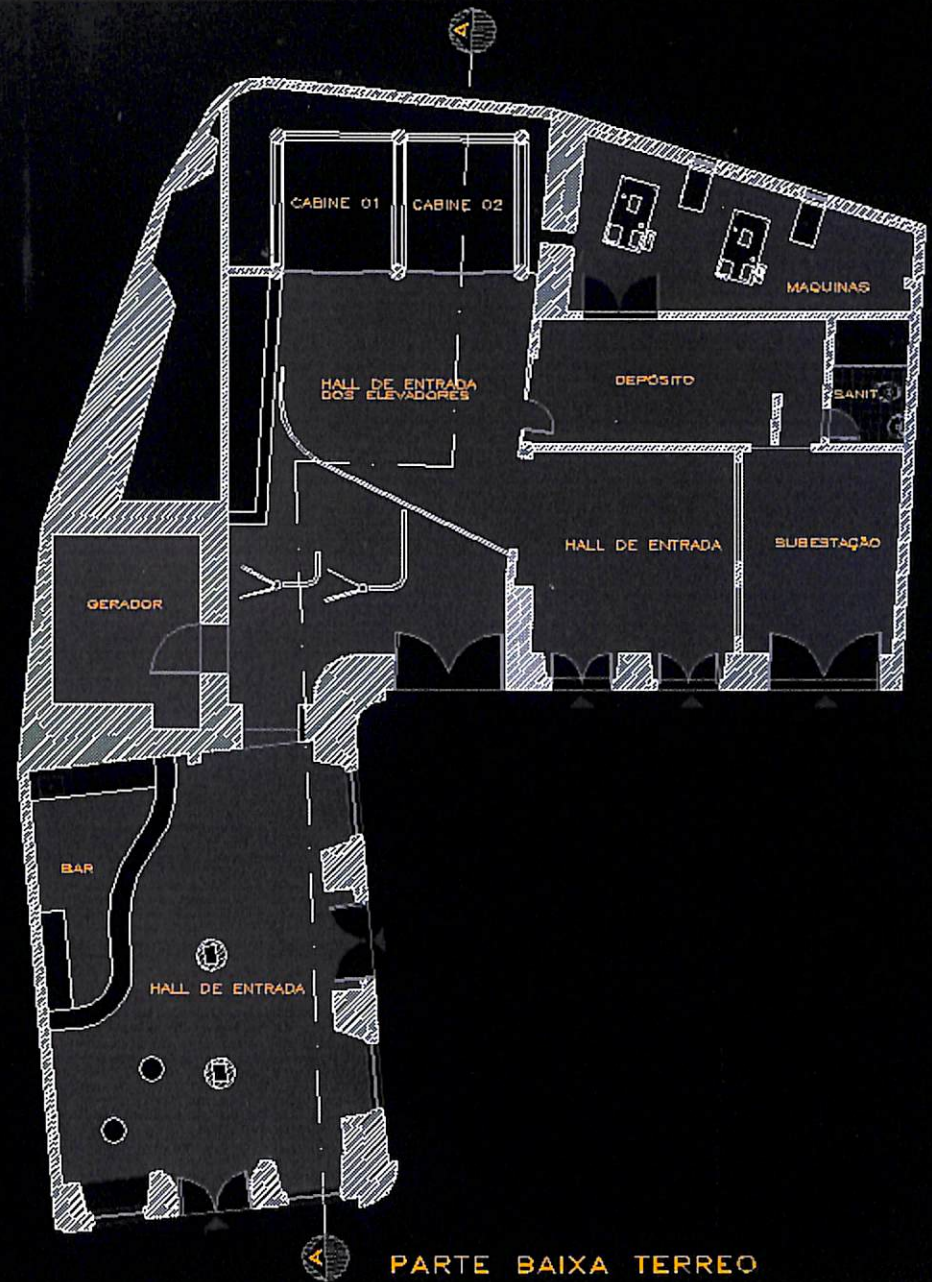 A
CABINE 01
CABINE 02
MAQUINAS
HALL DE ENTRADA
DOS ELEVADORES
DEPÓSITO
SANIT.
HALL DE ENTRADA
SUBESTAÇÃO
GERADOR
BAR
HALL DE ENTRADA
A
PARTE BAIXA TERREO